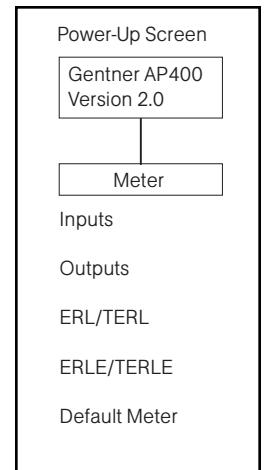 Power-Up Screen
Gentner AP400
Version 2.0
Meter
Inputs
Outputs
ERL/TERL
ERLE/TERLE
Default Meter